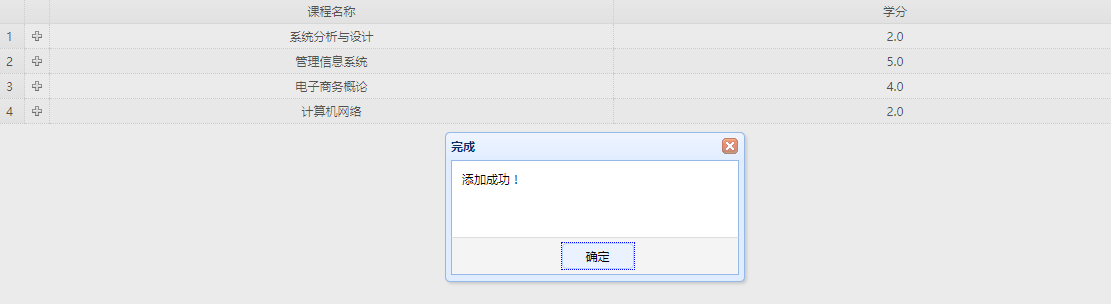 课程名称 学分
1 系统分析与设计 2.0
2 管理信息系统 5.0
3 电子商务概论 4.0
4 计算机网络 2.0
完成
添加成功！
确定